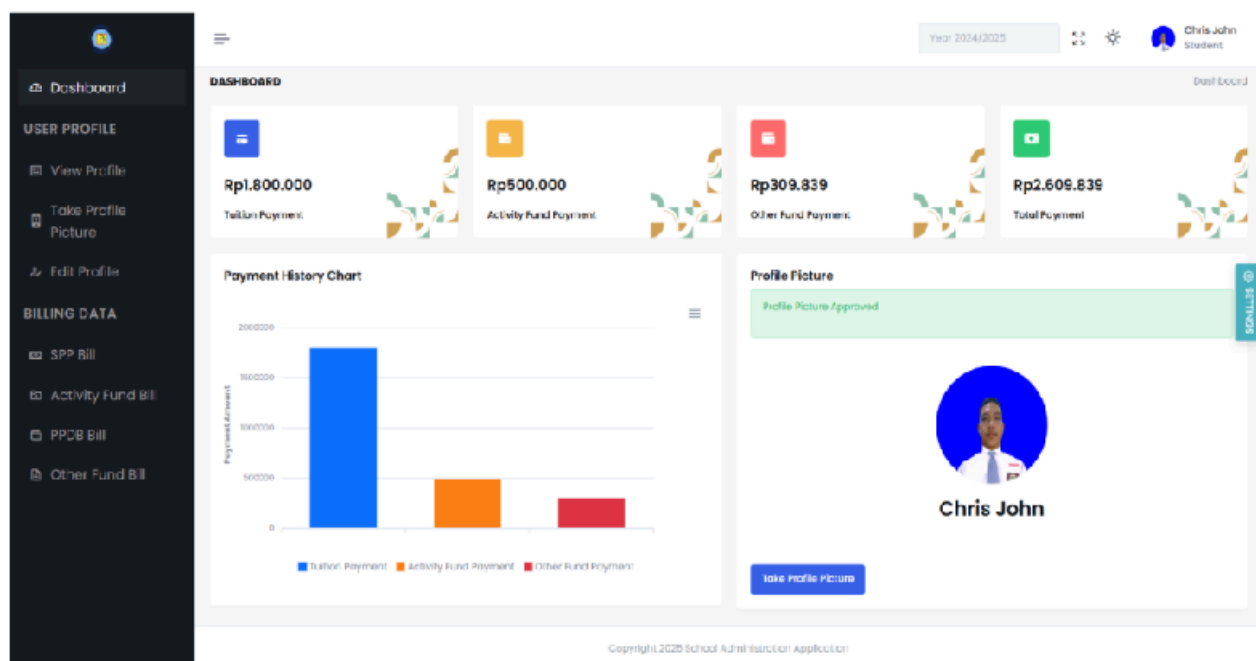 Year 2024/2025
Chris John
Student
Dashboard
USER PROFILE
View Profile
Take Profile
Picture
Edit Profile
BILLING DATA
SPP Bill
Activity Fund Bill
PPDB Bill
Other Fund Bill
DASHBOARD
Dashboard
Rp1.800.000
Tuition Payment
Rp500.000
Activity Fund Payment
Rp309.839
Other Fund Payment
Rp2.609.839
Total Payment
Payment History Chart
2000000
1500000
1000000
500000
0
Payment Amount
Tuition Payment
Activity Fund Payment
Other Fund Payment
Profile Picture
Profile Picture Approved
Chris John
Take Profile Picture
SETTINGS
Copyright 2025 School Administration Application